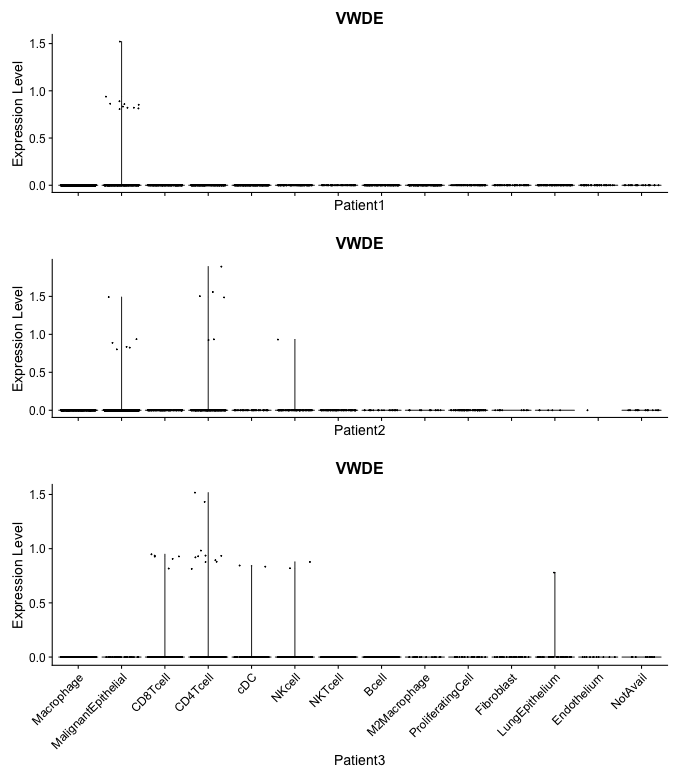 VWDE
Expression Level
1.5
1.0
0.5
0.0
Patient1
VWDE
Expression Level
1.5
1.0
0.5
0.0
Patient2
VWDE
Expression Level
1.5
1.0
0.5
0.0
Macrophage
MalignantEpithelial
CD8Tcell
CD4Tcell
cDC
NKcell
NKTcell
Bcell
M2Macrophage
ProliferatingCell
Fibroblast
LungEpithelium
Endothelium
NotAvail
Patient3